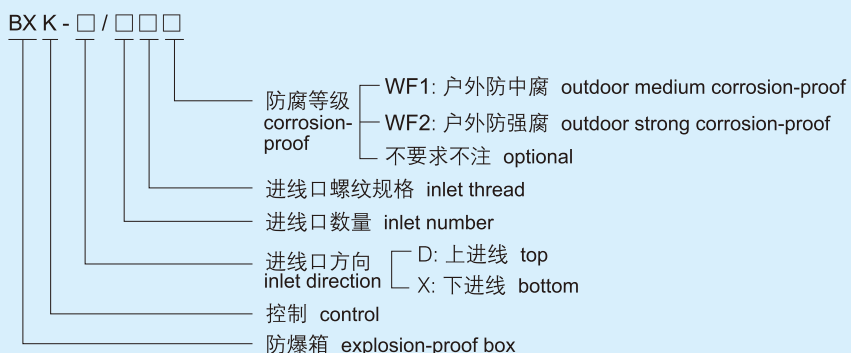 BX K - □ / □ □ □
防腐等级
corrosion-
proof
WF1: 户外防中腐 outdoor medium corrosion-proof
WF2: 户外防强腐 outdoor strong corrosion-proof
不要求不注 optional
进线口螺纹规格 inlet thread
进线口数量 inlet number
进线口方向
inlet direction
D: 上进线 top
X: 下进线 bottom
控制 control
防爆箱 explosion-proof box